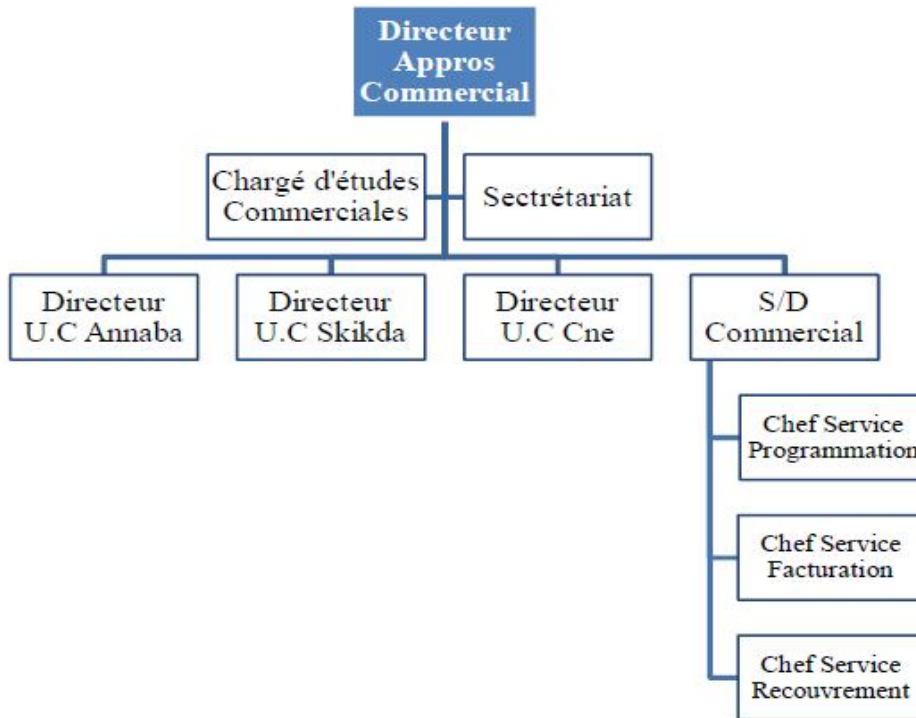 Directeur
Appros
Commercial
Chargé d'études
Commerciales
Sectrétariat
Directeur
U.C Annaba
Directeur
U.C Skikda
Directeur
U.C Cne
S/D
Commercial
Chef Service
Programmation
Chef Service
Facturation
Chef Service
Recouvrement